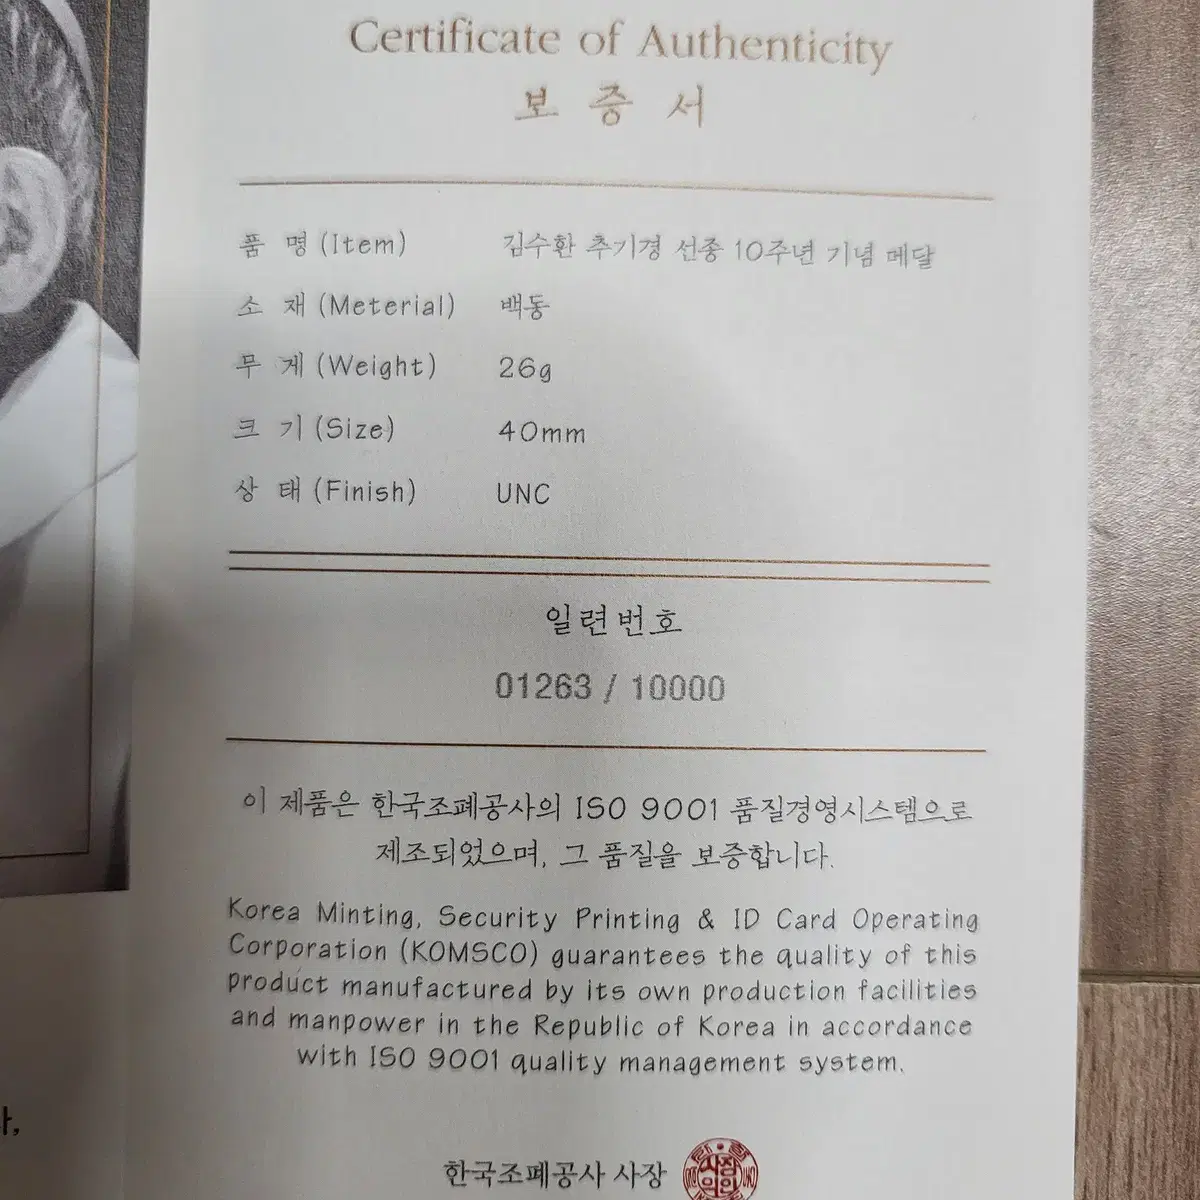 Certificate of Authenticity
보 증 서
품 명 (Item) 김수환 추기경 선종 10주년 기념 메달
소 재 (Meterial) 백동
무 게 (Weight) 26g
크 기 (Size) 40mm
상 태 (Finish) UNC
일련번호
01263 / 10000
이 제품은 한국조폐공사의 ISO 9001 품질경영시스템으로
제조되었으며, 그 품질을 보증합니다.
Korea Minting, Security Printing & ID Card Operating
Corporation (KOMSCO) guarantees the quality of this
product manufactured by its own production facilities
and manpower in the Republic of Korea in accordance
with ISO 9001 quality management system.
한국조폐공사 사장